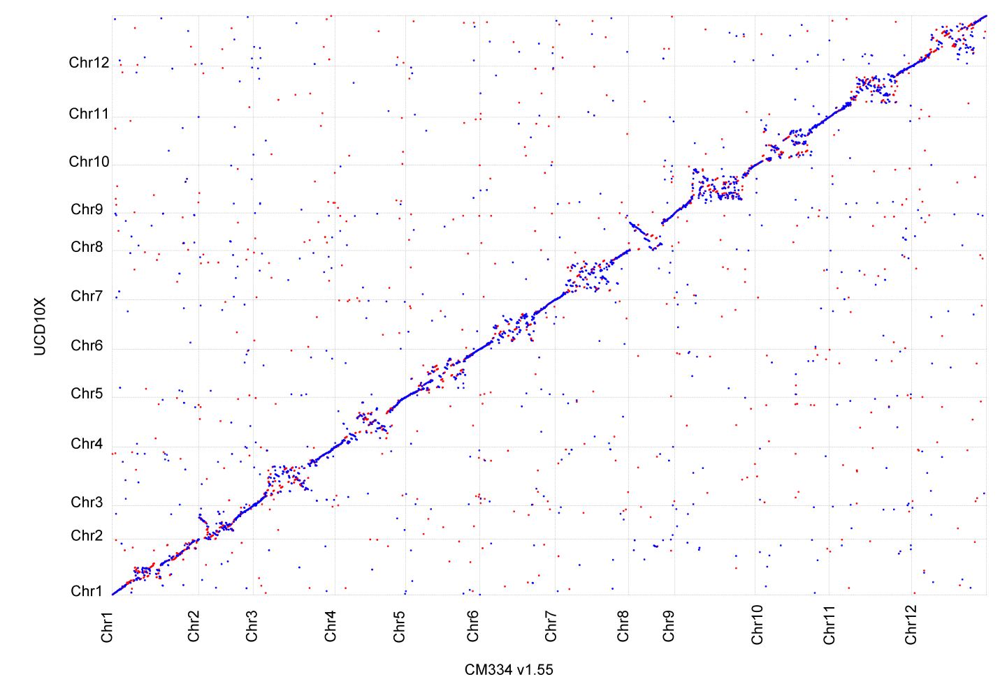 Chr12
Chr11
Chr10
Chr9
Chr8
Chr7
Chr6
Chr5
Chr4
Chr3
Chr2
Chr1
UCD10X
Chr1
Chr2
Chr3
Chr4
Chr5
Chr6
Chr7
Chr8
Chr9
Chr10
Chr11
Chr12
CM334 v1.55